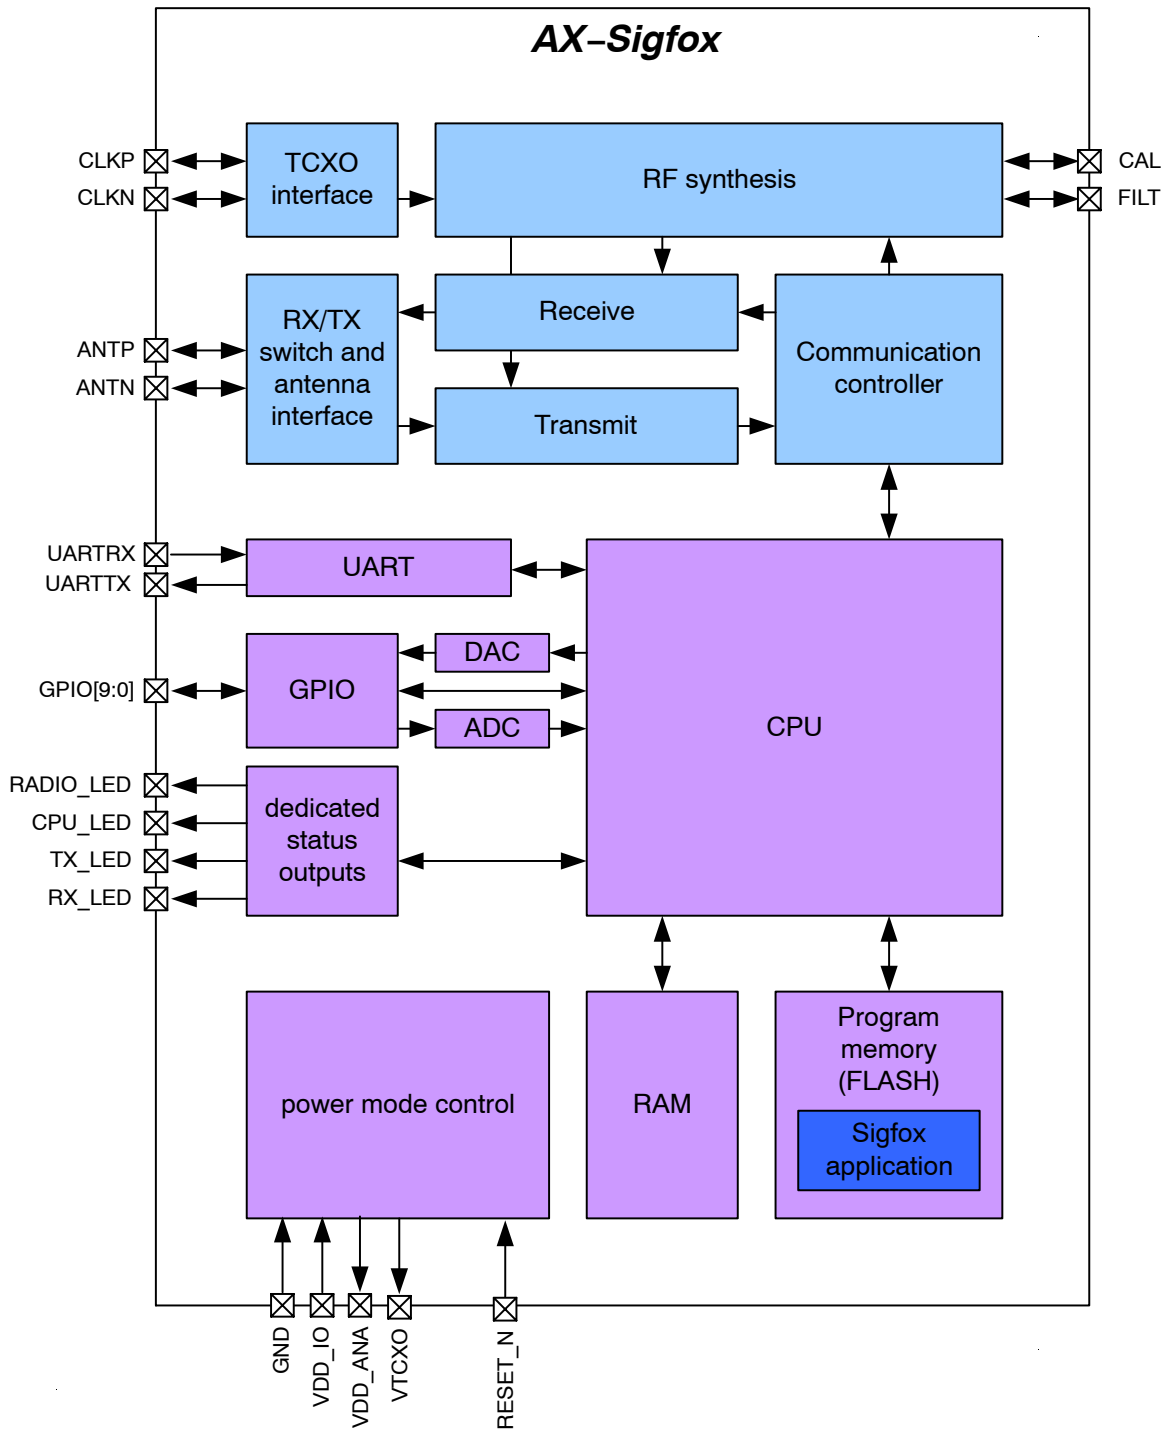 AX–Sigfox
CLKP
CLKN
TCXO
interface
RF synthesis
CAL
FILT
ANTP
ANTN
RX/TX
switch and
antenna
interface
Receive
Transmit
Communication
controller
UARTRX
UARTTX
UART
GPIO[9:0]
GPIO
DAC
ADC
CPU
RADIO_LED
CPU_LED
TX_LED
RX_LED
dedicated
status
outputs
power mode control
RAM
Program
memory
(FLASH)
Sigfox
application
GND
VDD_IO
VDD_ANA
VTCXO
RESET_N